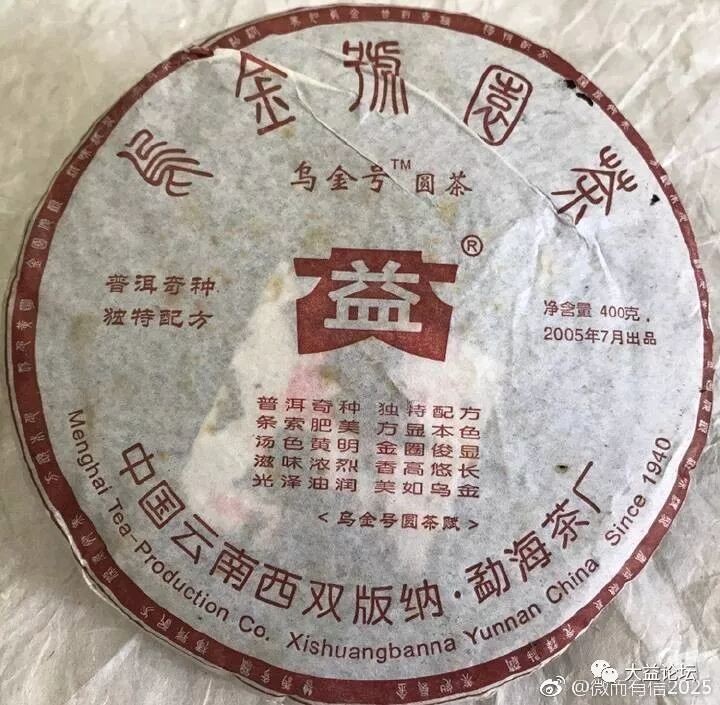 乌金號圆茶
乌金号™圆茶
益®
普洱奇种
独特配方
净含量 400克.
2005年7月出品
普洱奇种 独特配方
条索肥美 方显本色
汤色黄明 金圈俊显
滋味浓烈 香高悠长
光泽油润 美如乌金
<乌金号圆茶赋>
中国云南西双版纳·勐海茶厂
Menghai Tea-Production Co. Xishuangbanna Yunnan China Since 1940
大益论坛
@微而有信2025